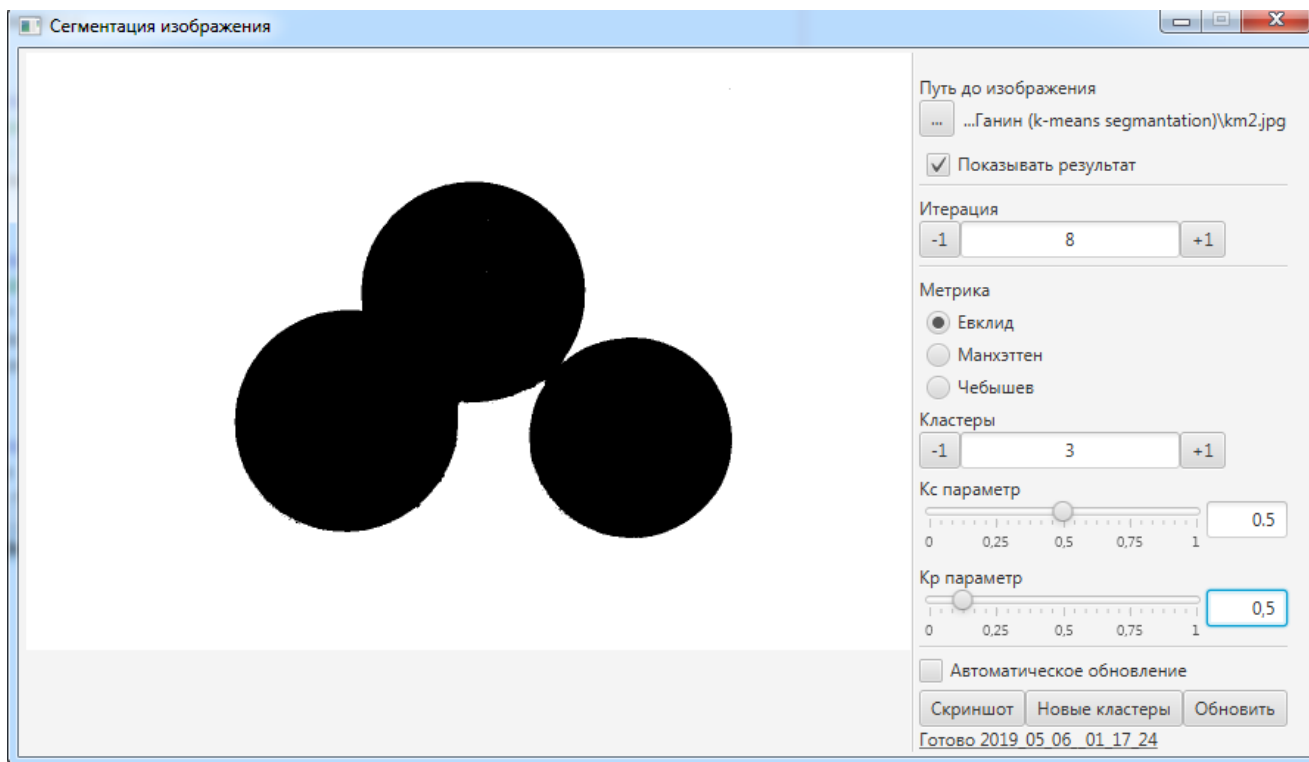 Сегментация изображения
Путь до изображения
... ...Ганин (k-means segmantation)\km2.jpg
Показывать результат
Итерация
-1 8 +1
Метрика
Евклид
Манхэттен
Чебышев
Кластеры
-1 3 +1
Кс параметр
0.5
0 0,25 0,5 0,75 1
Кр параметр
0,5
0 0,25 0,5 0,75 1
Автоматическое обновление
Скриншот Новые кластеры Обновить
Готово 2019_05_06__01_17_24